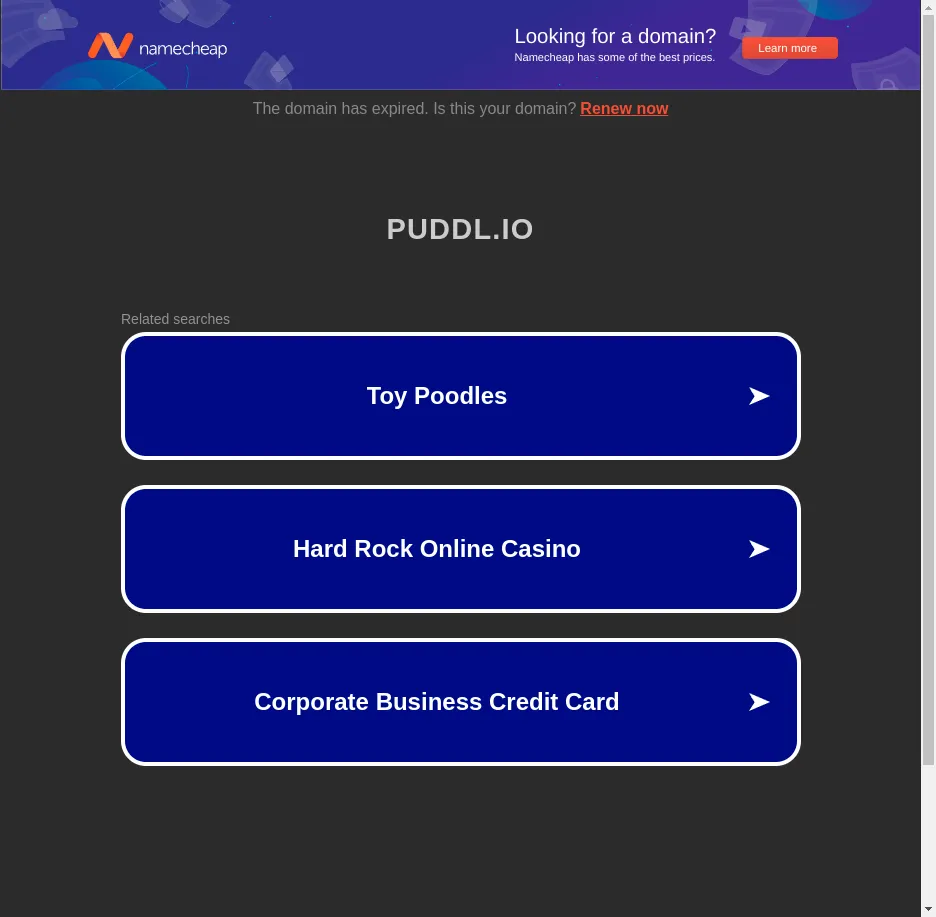 namecheap
Looking for a domain?
Namecheap has some of the best prices.
Learn more
The domain has expired. Is this your domain? Renew now
PUDDL.IO
Related searches
Toy Poodles
Hard Rock Online Casino
Corporate Business Credit Card